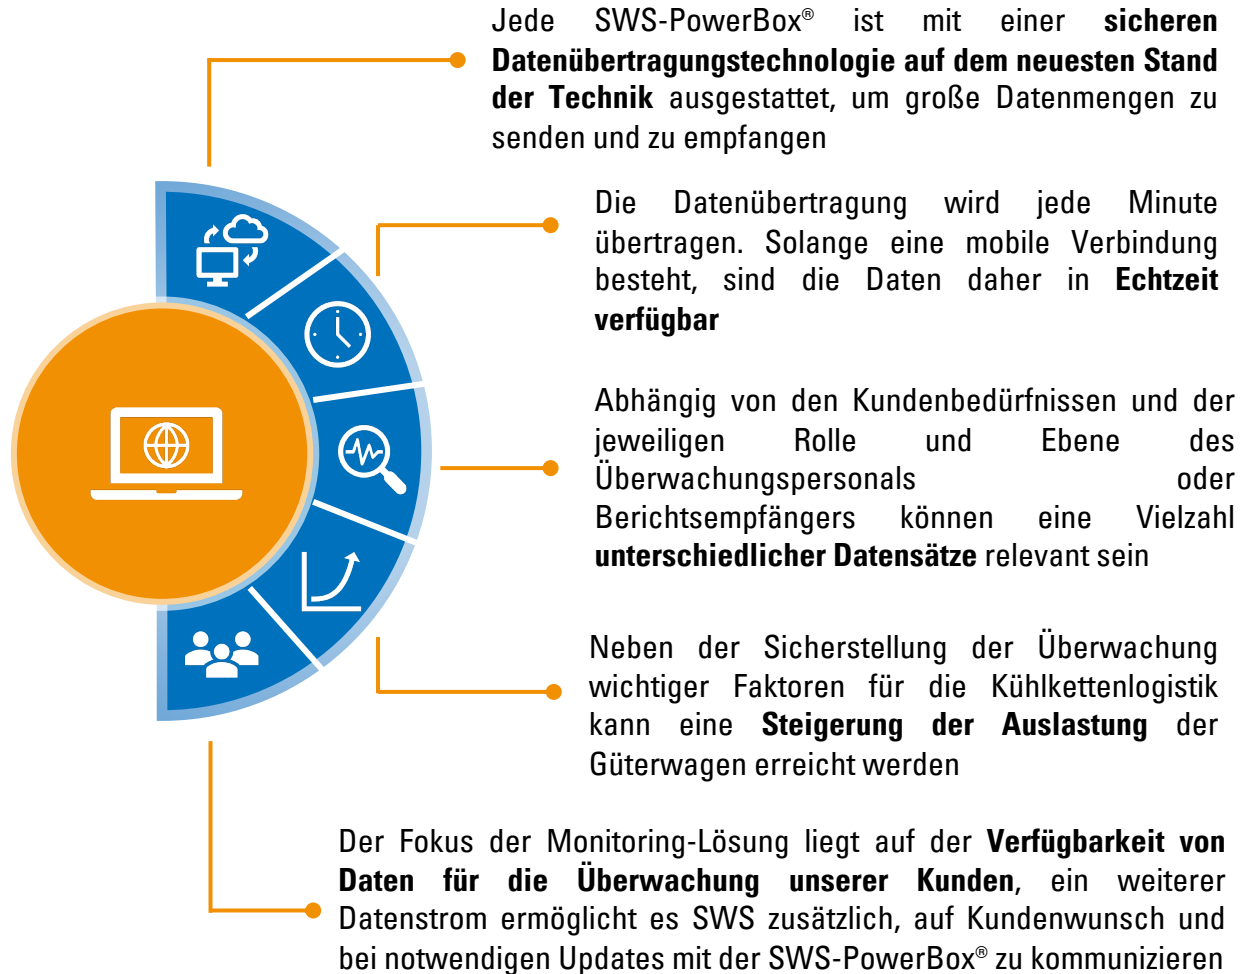 Jede SWS-PowerBox® ist mit einer sicheren
Datenübertragungstechnologie auf dem neuesten Stand
der Technik ausgestattet, um große Datenmengen zu
senden und zu empfangen
Die Datenübertragung wird jede Minute
übertragen. Solange eine mobile Verbindung
besteht, sind die Daten daher in Echtzeit
verfügbar
Abhängig von den Kundenbedürfnissen und der
jeweiligen Rolle und Ebene des
Überwachungspersonals oder
Berichtsempfängers können eine Vielzahl
unterschiedlicher Datensätze relevant sein
Neben der Sicherstellung der Überwachung
wichtiger Faktoren für die Kühlkettenlogistik
kann eine Steigerung der Auslastung der
Güterwagen erreicht werden
Der Fokus der Monitoring-Lösung liegt auf der Verfügbarkeit von
Daten für die Überwachung unserer Kunden, ein weiterer
Datenstrom ermöglicht es SWS zusätzlich, auf Kundenwunsch und
bei notwendigen Updates mit der SWS-PowerBox® zu kommunizieren